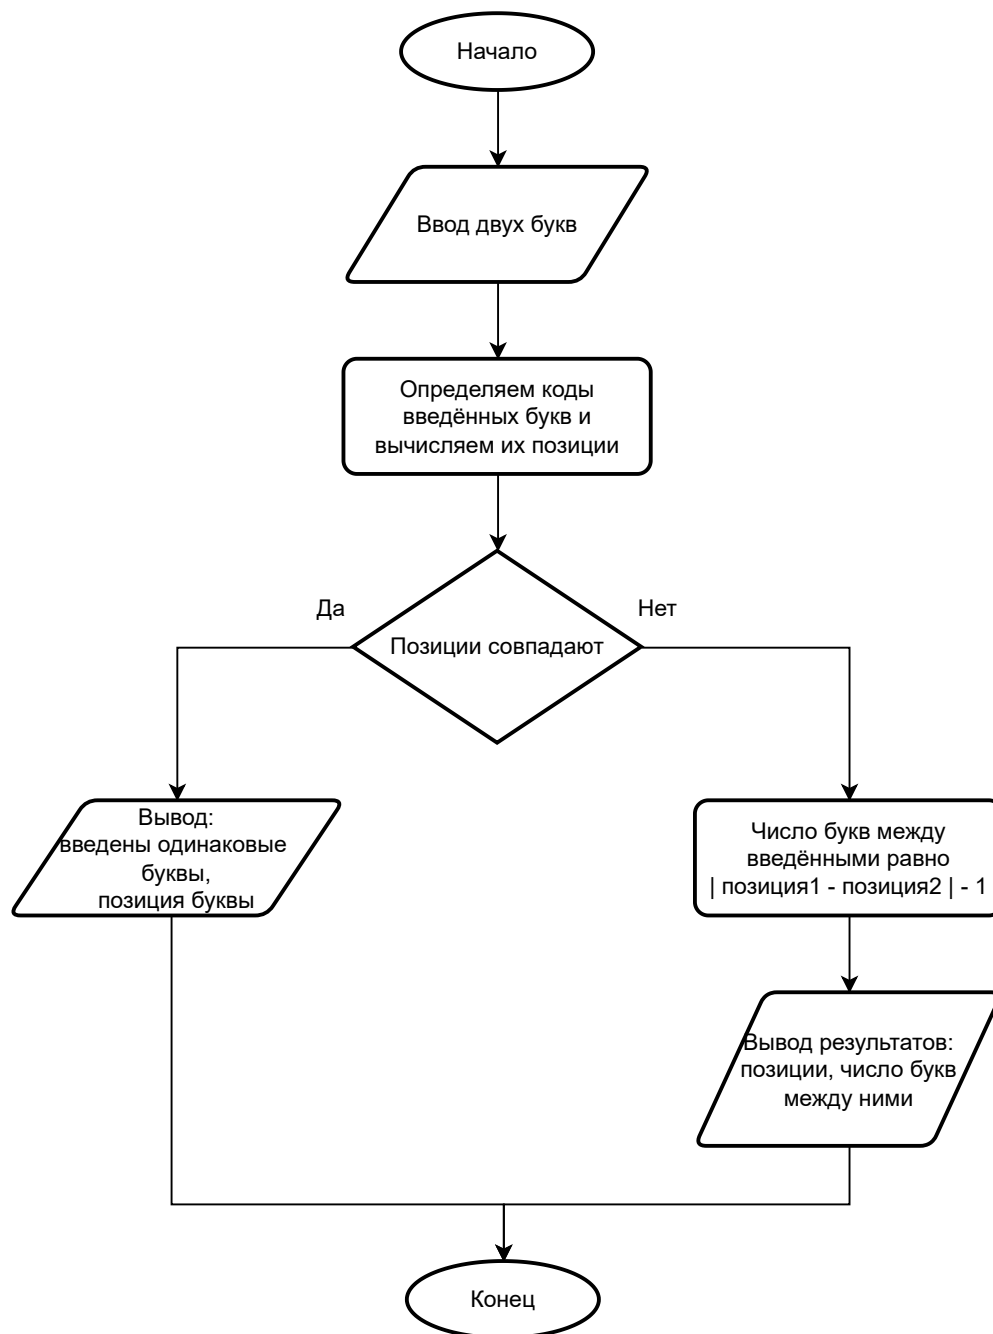 Начало
Ввод двух букв
Определяем коды
введённых букв и
вычисляем их позиции
Да
Нет
Позиции совпадают
Вывод:
введены одинаковые
буквы,
позиция буквы
Число букв между
введёнными равно
| позиция1 - позиция2 | - 1
Вывод результатов:
позиции, число букв
между ними
Конец